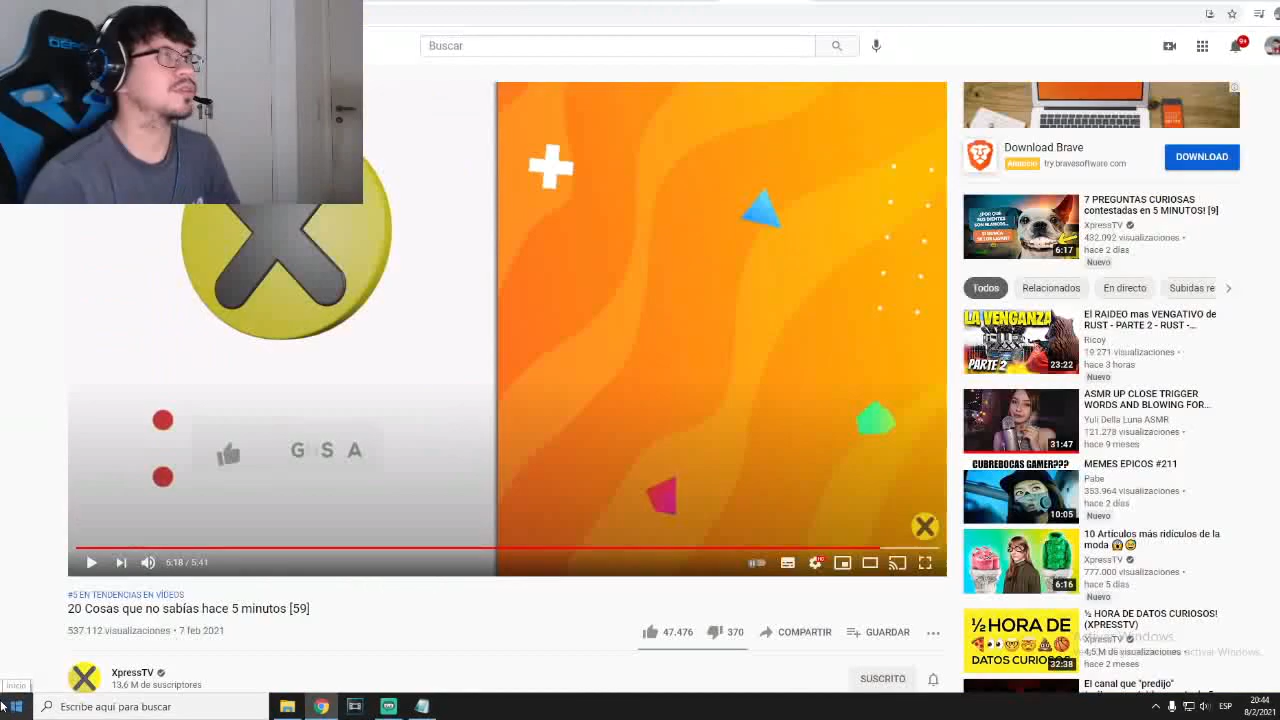 Buscar
9+
G S A
6:18 / 5:41
HD
#5 EN TENDENCIAS EN VÍDEOS
20 Cosas que no sabías hace 5 minutos [59]
537.112 visualizaciones • 7 feb 2021
47.476
370
COMPARTIR
GUARDAR
XpressTV
13,6 M de suscriptores
SUSCRITO
Download Brave
Anuncio try.bravesoftware.com
DOWNLOAD
6:17
7 PREGUNTAS CURIOSAS
contestadas en 5 MINUTOS! [9]
XpressTV
432.092 visualizaciones •
hace 2 días
Nuevo
Todos
Relacionados
En directo
Subidas re
LA VENGANZA
PARTE 2
23:22
El RAIDEO mas VENGATIVO de
RUST - PARTE 2 - RUST -...
Ricoy
19.271 visualizaciones •
hace 3 horas
Nuevo
31:47
ASMR UP CLOSE TRIGGER
WORDS AND BLOWING FOR...
Yuli Della Luna ASMR
121.278 visualizaciones •
hace 9 meses
CUBREBOCAS GAMER???
10:05
MEMES EPICOS #211
Pabe
353.964 visualizaciones •
hace 2 días
Nuevo
6:16
10 Artículos más ridículos de la
moda 😱😅
XpressTV
777.000 visualizaciones •
hace 5 días
Nuevo
½ HORA DE
DATOS CURIOSOS
32:38
½ HORA DE DATOS CURIOSOS!
(XPRESSTV)
XpressTV
4,5 M de visualizaciones •
hace 2 meses
Activar Windows
El canal que "predijo"
Inicio
Escribe aquí para buscar
ESP
20:44
8/2/2021